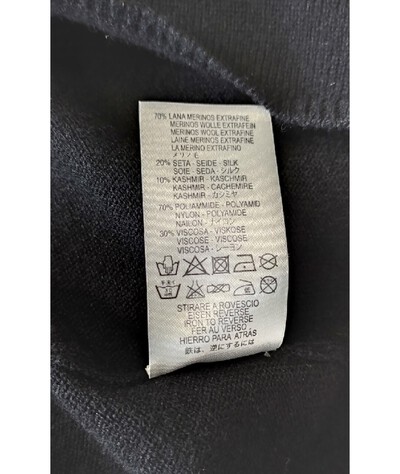 70% LANA MERINOS EXTRAFINE
MERINOS WOLLE EXTRAFEIN
MERINOS WOOL EXTRAFINE
LAINE MERINOS EXTRAFINE
LA MERINO EXTRAFINO
メリノ毛
20% SETA - SEIDE - SILK
SOIE - SEDA - シルク
10% KASHMIR - KASCHMIR
KASHMIR - CACHEMIRE
KASHMIR - カシミヤ
70% POLIAMMIDE - POLYAMID
NYLON - POLYAMIDE
NAILON - ナイロン
30% VISCOSA - VISKOSE
VISCOSE - VISCOSE
VISCOSA - レーヨン
STIRARE A ROVESCIO
EISEN REVERSE
IRON TO REVERSE
FER AU VERSO
HIERRO PARA ATRAS
鉄は、逆にするに